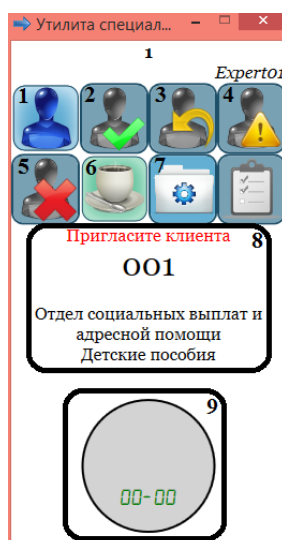 Утилита специал...
1
Expert01
1 2 3 4
5 6 7
Пригласите клиента 8
001
Отдел социальных выплат и
адресной помощи
Детские пособия
9
00-00